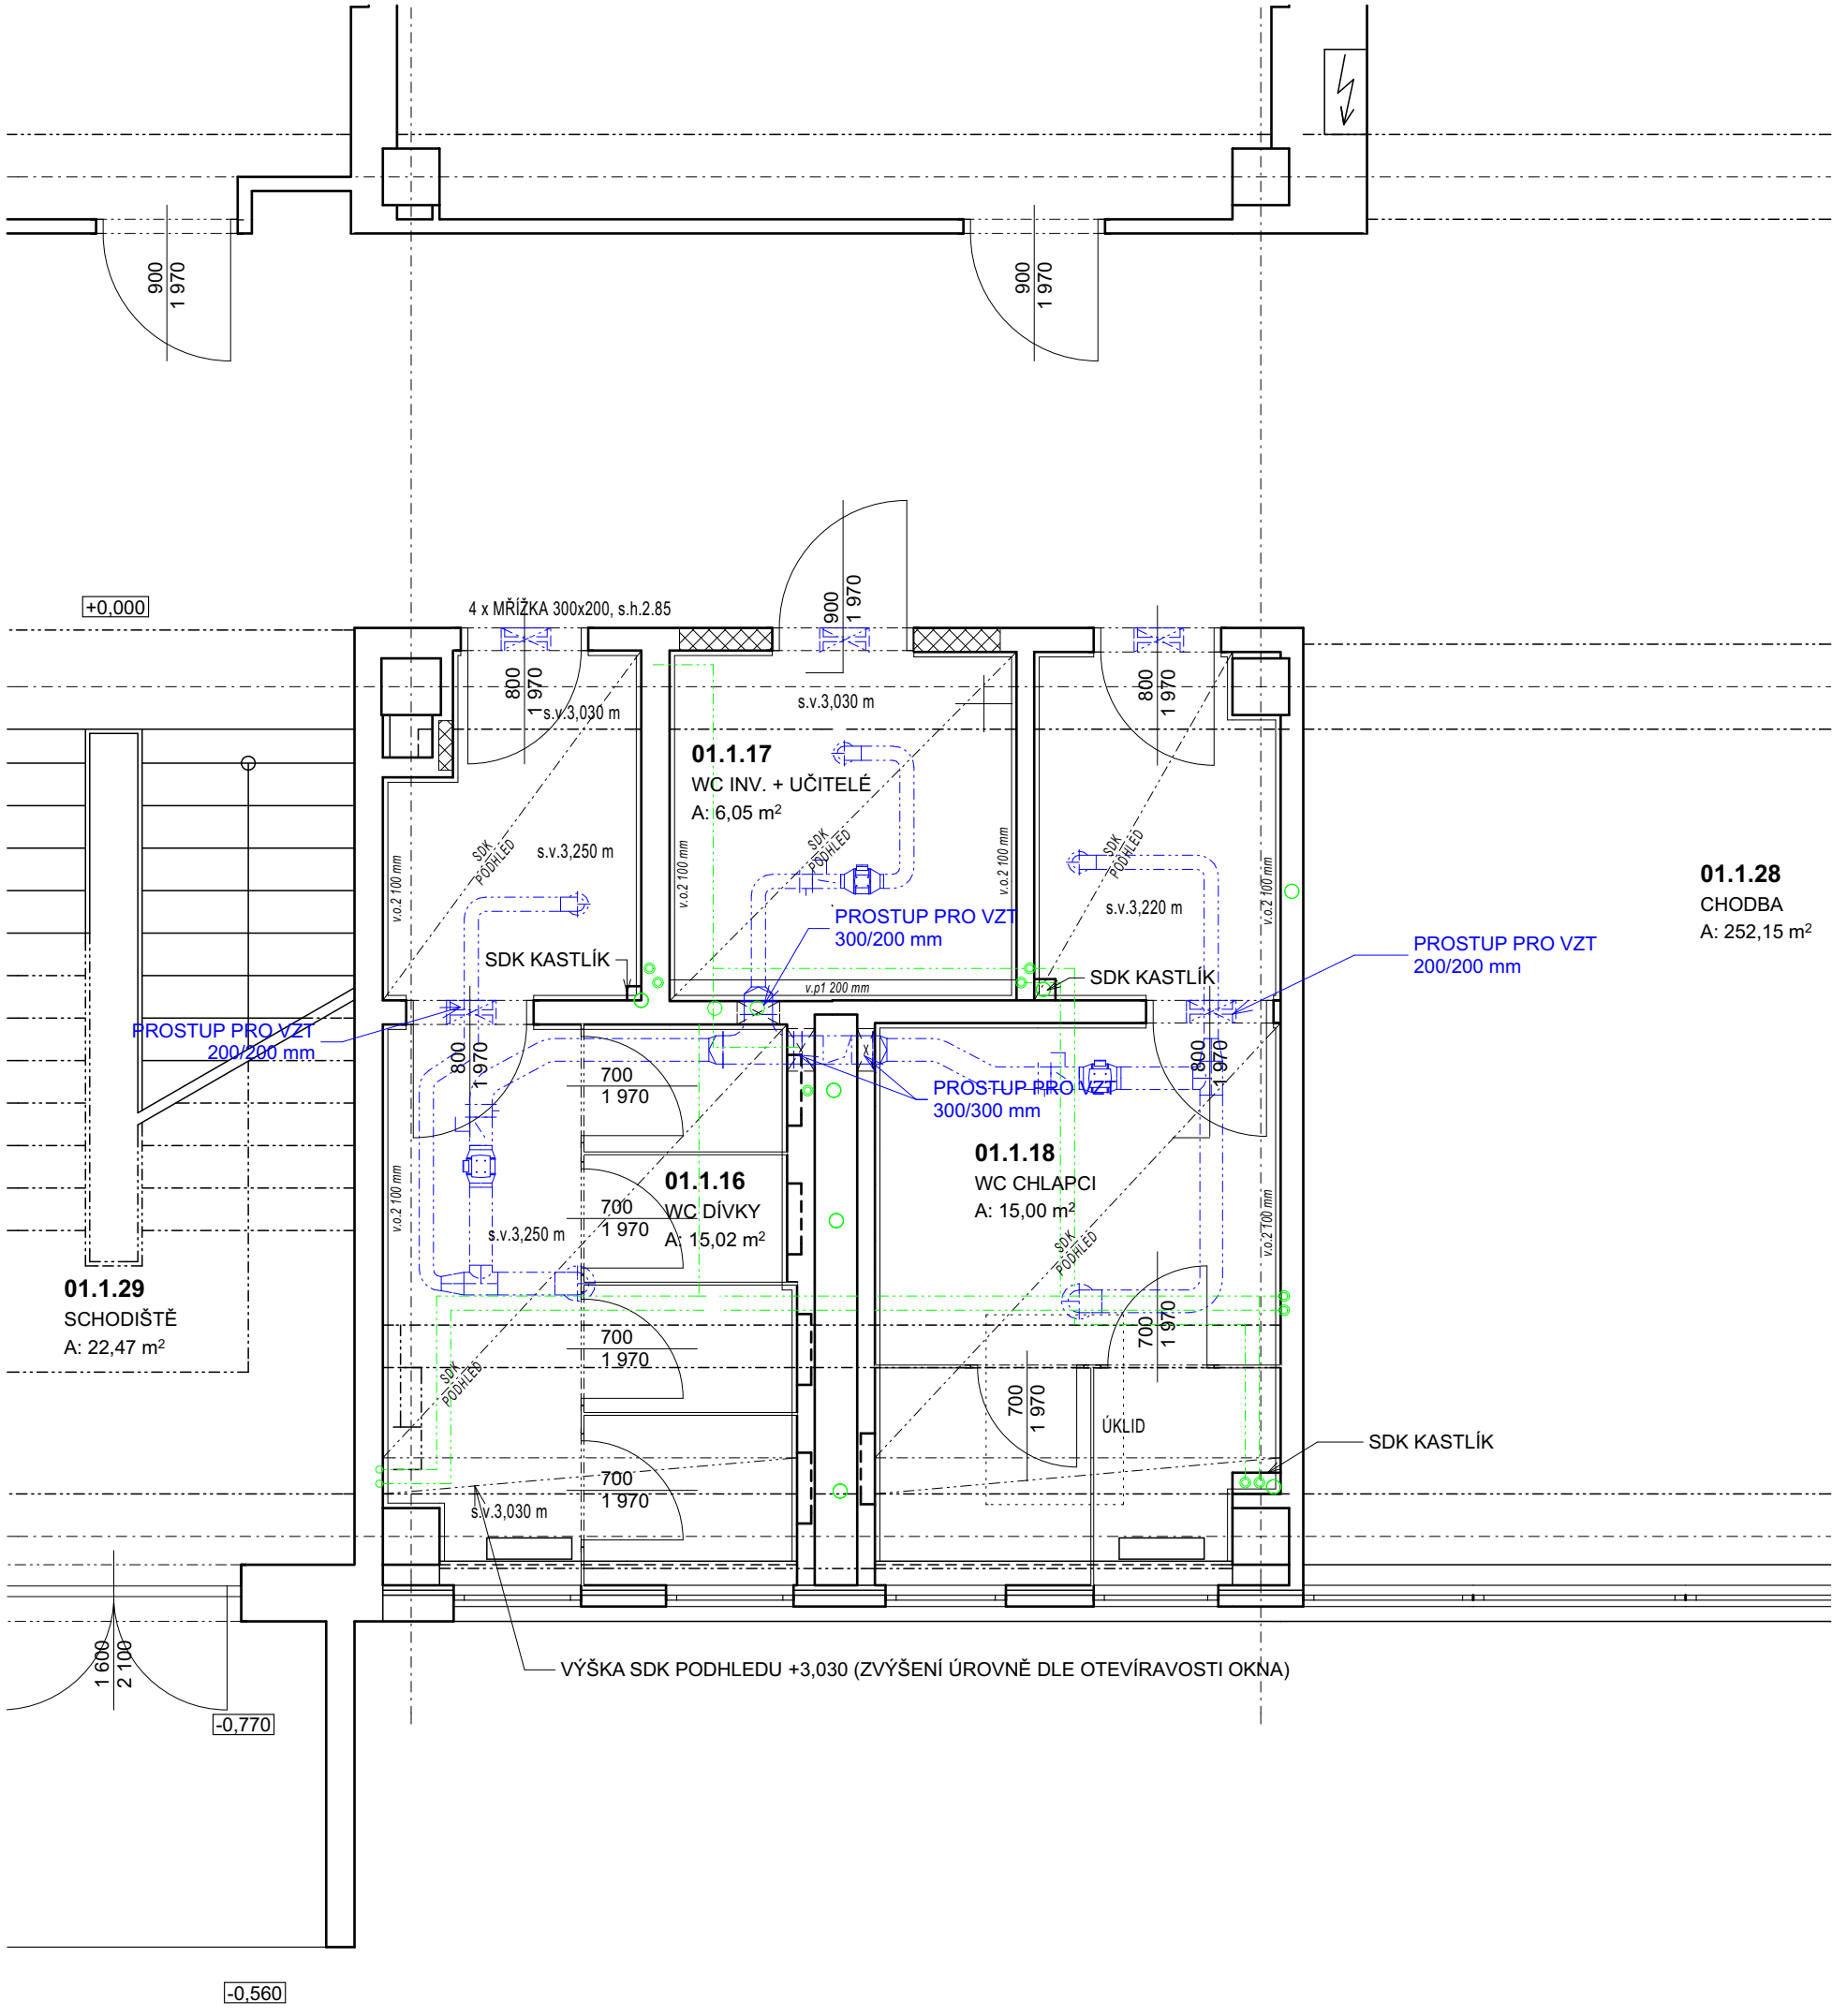 900
1 970
900
1 970
+0,000
4 x MŘÍŽKA 300x200, s.h.2.85
900
1 970
800
1 970
s.v.3,030 m
s.v.3,030 m
800
1 970
01.1.17
WC INV. + UČITELÉ
A: 6,05 m²
SDK
PODHLED
SDK
PODHLED
SDK
PODHLED
s.v.3,250 m
v.o.2 100 mm
v.o.2 100 mm
v.o.2 100 mm
v.o.2 100 mm
s.v.3,220 m
01.1.28
CHODBA
A: 252,15 m²
PROSTUP PRO VZT
300/200 mm
PROSTUP PRO VZT
200/200 mm
SDK KASTLÍK
SDK KASTLÍK
v.p1 200 mm
PROSTUP PRO VZT
200/200 mm
800
1 970
700
1 970
800
1 970
PROSTUP PRO VZT
300/300 mm
01.1.16
WC DÍVKY
A: 15,02 m²
01.1.18
WC CHLAPCI
A: 15,00 m²
v.o.2 100 mm
700
1 970
v.o.2 100 mm
s.v.3,250 m
SDK
PODHLED
01.1.29
SCHODIŠTĚ
A: 22,47 m²
700
1 970
700
1 970
SDK
PODHLED
700
1 970
ÚKLID
SDK KASTLÍK
700
1 970
s.v.3,030 m
1 600
2 100
VÝŠKA SDK PODHLEDU +3,030 (ZVÝŠENÍ ÚROVNĚ DLE OTEVÍRAVOSTI OKNA)
-0,770
-0,560